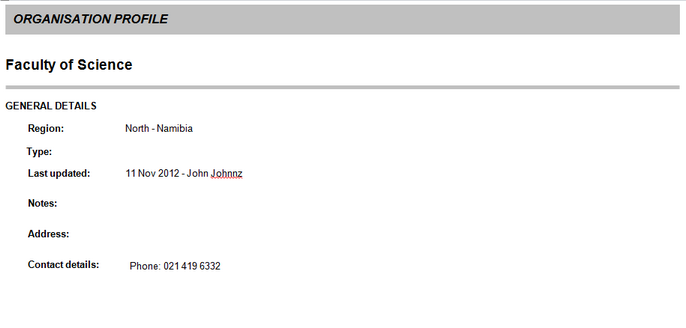 ORGANISATION PROFILE
Faculty of Science
GENERAL DETAILS
Region: North - Namibia
Type:
Last updated: 11 Nov 2012 - John Johnnz
Notes:
Address:
Contact details: Phone: 021 419 6332